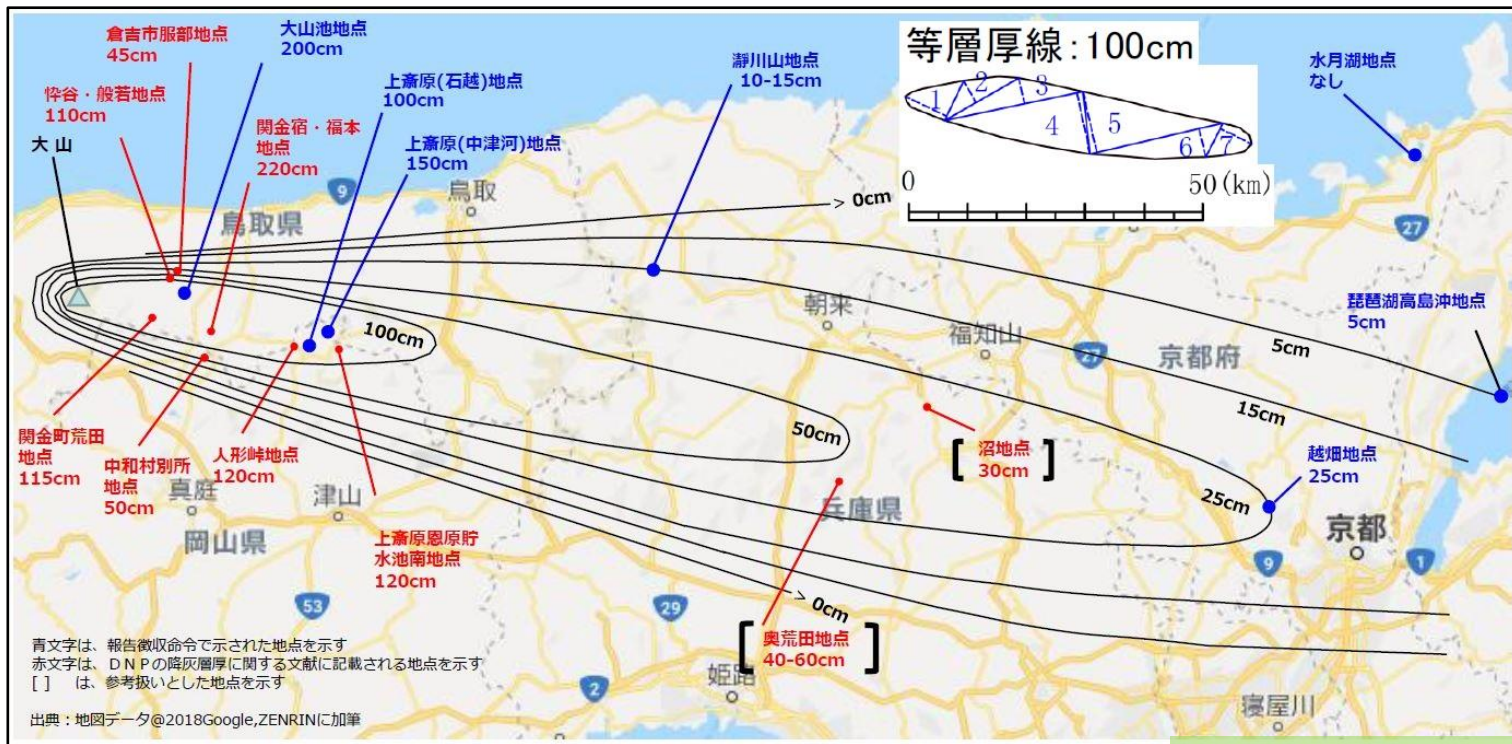 倉吉市服部地点
45cm
大山池地点
200cm
上斎原(石越)地点
100cm
瀞川山地点
10-15cm
等層厚線:100cm
水月湖地点
なし
1
2
3
4
5
6
7
0
50(km)
忰谷・般若地点
110cm
関金宿・福本
地点
220cm
上斎原(中津河)地点
150cm
大 山
9
鳥取
鳥取県
> 0cm
27
朝来
福知山
27
京都府
琵琶湖高島沖地点
5cm
5cm
100cm
15cm
50cm
関金町荒田
地点
115cm
中和村別所
地点
50cm
人形峠地点
120cm
[ 沼地点
30cm ]
越畑地点
25cm
25cm
真庭
津山
岡山県
兵庫県
京都
上斎原恩原貯
水池南地点
120cm
9
1
> 0cm
53
29
[ 奥荒田地点
40-60cm ]
青文字は、報告徴収命令で示された地点を示す
赤文字は、DNPの降灰層厚に関する文献に記載される地点を示す
[ ] は、参考扱いとした地点を示す
2
姫路
寝屋川
出典:地図データ@2018Google,ZENRINに加筆